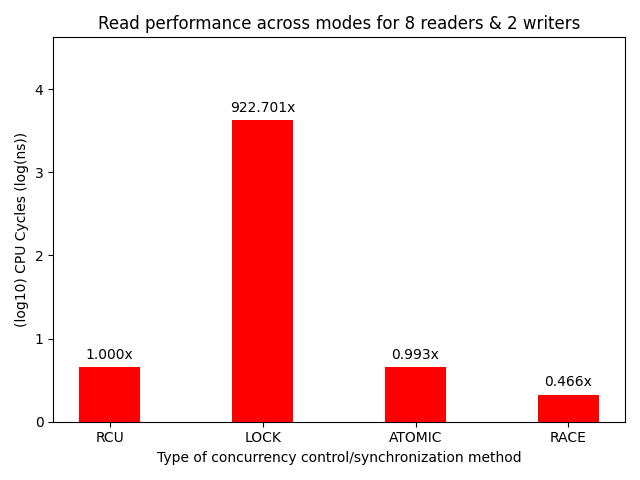 Read performance across modes for 8 readers & 2 writers
(log10) CPU Cycles (log(ns))
4
3
2
1
0
922.701x
1.000x
0.993x
0.466x
RCU
LOCK
ATOMIC
RACE
Type of concurrency control/synchronization method